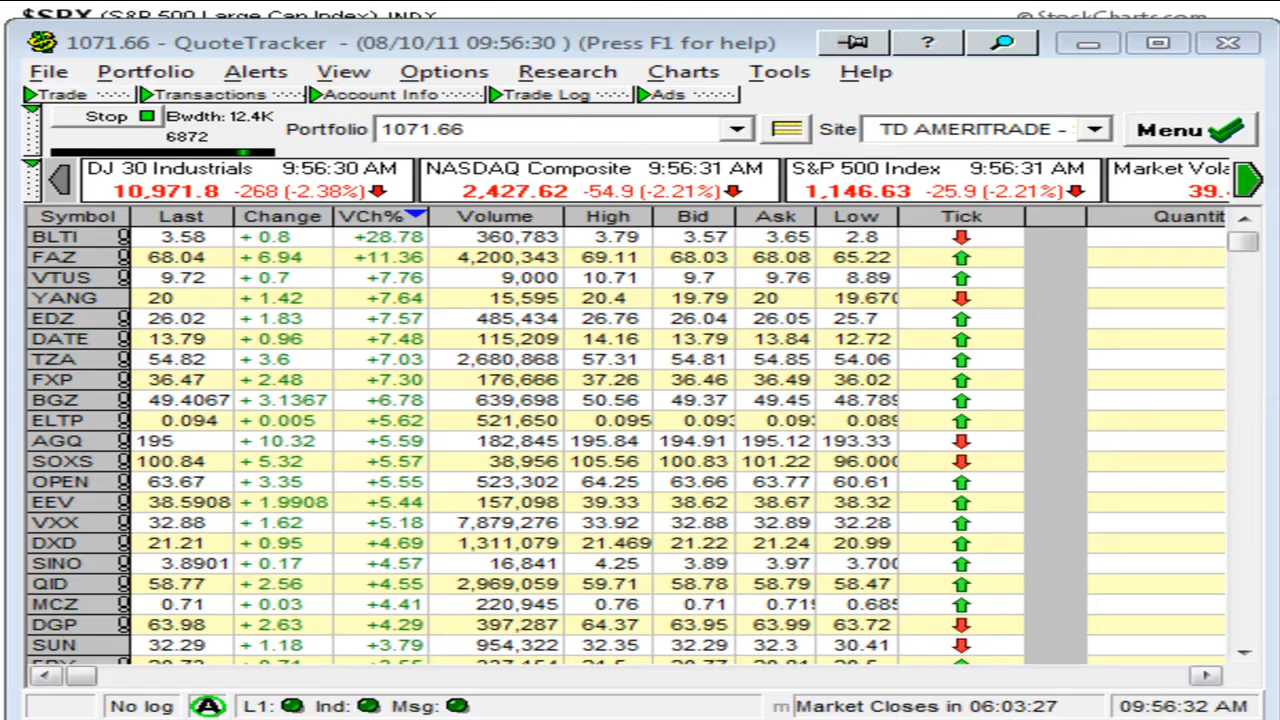 $SPX (S&P 500 Large Cap Index) INDX © StockCharts.com
1071.66 - QuoteTracker - (08/10/11 09:56:30 ) (Press F1 for help) ?
File Portfolio Alerts View Options Research Charts Tools Help
Trade Transactions Account Info Trade Log Ads
Stop Bwdth: 12.4K
6872
Portfolio 1071.66 Site TD AMERITRADE - Menu
DJ 30 Industrials 9:56:30 AM NASDAQ Composite 9:56:31 AM S&P 500 Index 9:56:31 AM Market Vola
10,971.8 -268 (-2.38%) 2,427.62 -54.9 (-2.21%) 1,146.63 -25.9 (-2.21%) 39.
Symbol Last Change VCh% Volume High Bid Ask Low Tick Quantit
BLTI 3.58 + 0.8 +28.78 360,783 3.79 3.57 3.65 2.8
FAZ 68.04 + 6.94 +11.36 4,200,343 69.11 68.03 68.08 65.22
VTUS 9.72 + 0.7 +7.76 9,000 10.71 9.7 9.76 8.89
YANG 20 + 1.42 +7.64 15,595 20.4 19.79 20 19.670
EDZ 26.02 + 1.83 +7.57 485,434 26.76 26.04 26.05 25.7
DATE 13.79 + 0.96 +7.48 115,209 14.16 13.79 13.84 12.72
TZA 54.82 + 3.6 +7.03 2,680,868 57.31 54.81 54.85 54.06
FXP 36.47 + 2.48 +7.30 176,666 37.26 36.46 36.49 36.02
BGZ 49.4067 + 3.1367 +6.78 639,698 50.56 49.37 49.45 48.789
ELTP 0.094 + 0.005 +5.62 521,650 0.095 0.093 0.09 0.089
AGQ 195 + 10.32 +5.59 182,845 195.84 194.91 195.12 193.33
SOXS 100.84 + 5.32 +5.57 38,956 105.56 100.83 101.22 96.000
OPEN 63.67 + 3.35 +5.55 523,302 64.25 63.66 63.77 60.61
EEV 38.5908 + 1.9908 +5.44 157,098 39.33 38.62 38.67 38.32
VXX 32.88 + 1.62 +5.18 7,879,276 33.92 32.88 32.89 32.28
DXD 21.21 + 0.95 +4.69 1,311,079 21.469 21.22 21.24 20.99
SINO 3.8901 + 0.17 +4.57 16,841 4.25 3.89 3.97 3.700
QID 58.77 + 2.56 +4.55 2,969,059 59.71 58.78 58.79 58.47
MCZ 0.71 + 0.03 +4.41 220,945 0.76 0.71 0.715 0.685
DGP 63.98 + 2.63 +4.29 397,287 64.37 63.95 63.99 63.72
SUN 32.29 + 1.18 +3.79 954,322 32.35 32.29 32.3 30.41
No log A L1: Ind: Msg: m Market Closes in 06:03:27 09:56:32 AM